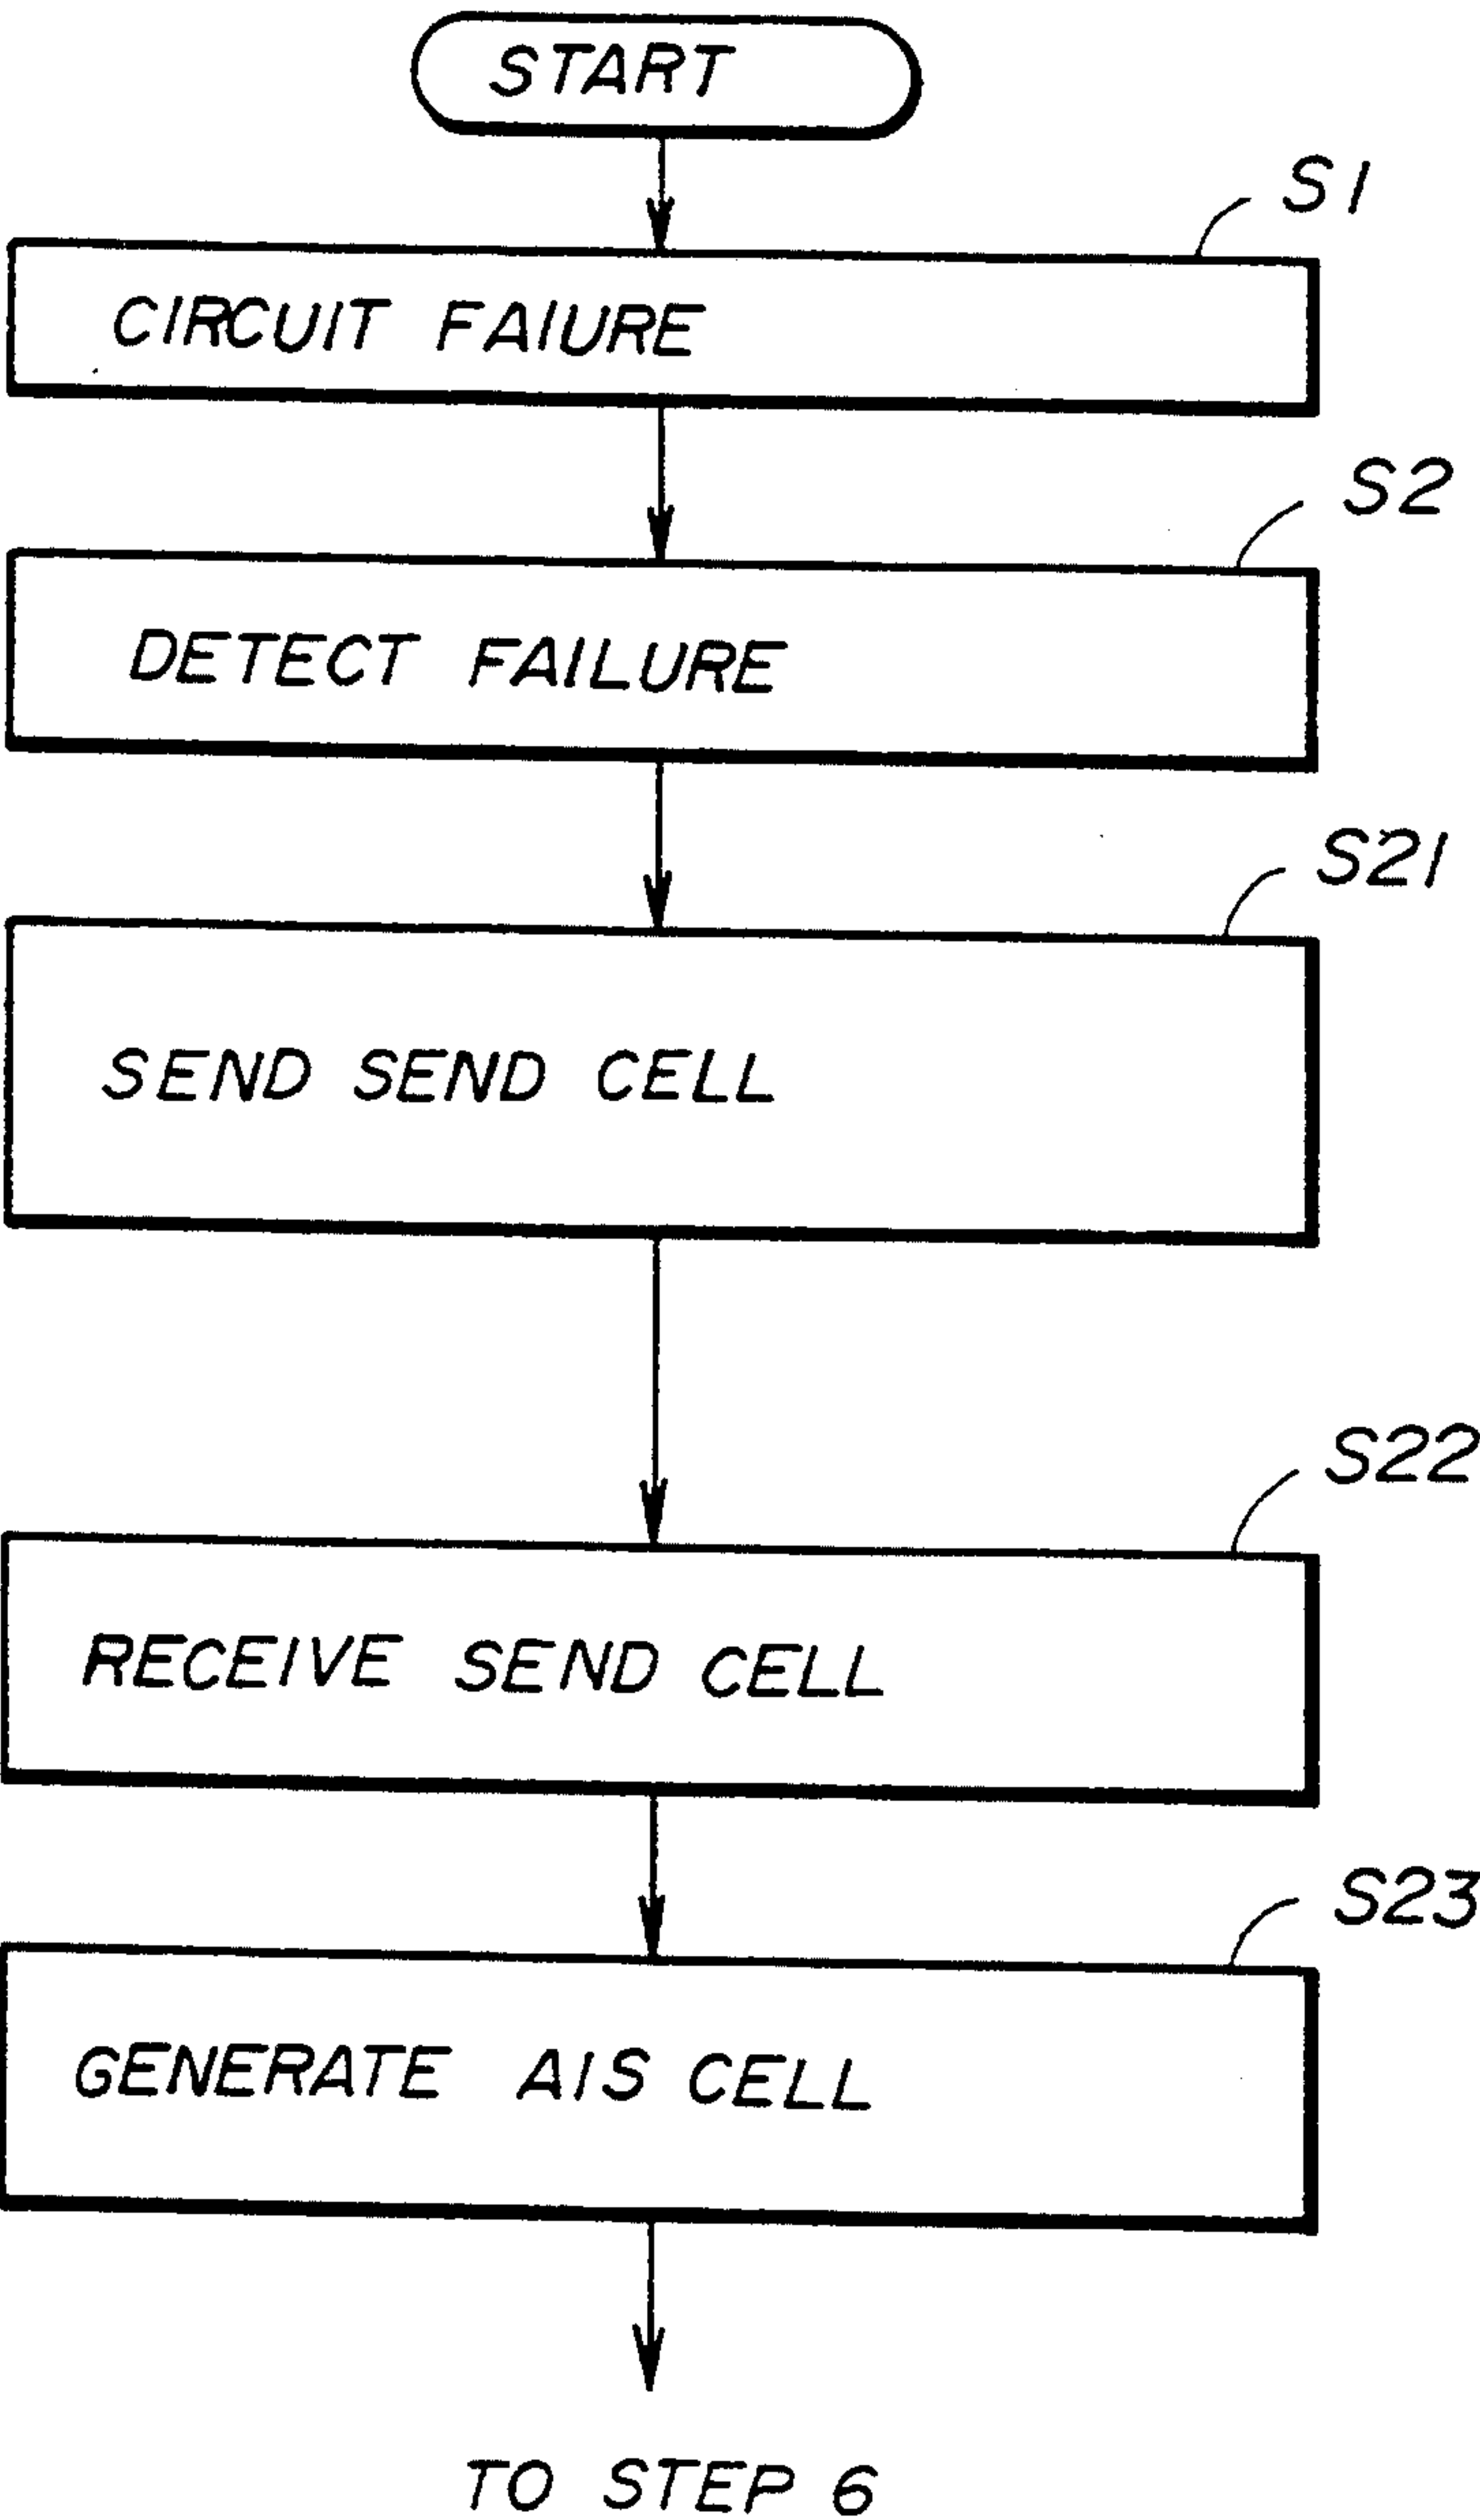 START
S1
CIRCUIT FAIURE
S2
DETECT FAILURE
S21
SEND SEND CELL
S22
RECEIVE SEND CELL
S23
GENERATE AIS CELL
TO STEP 6